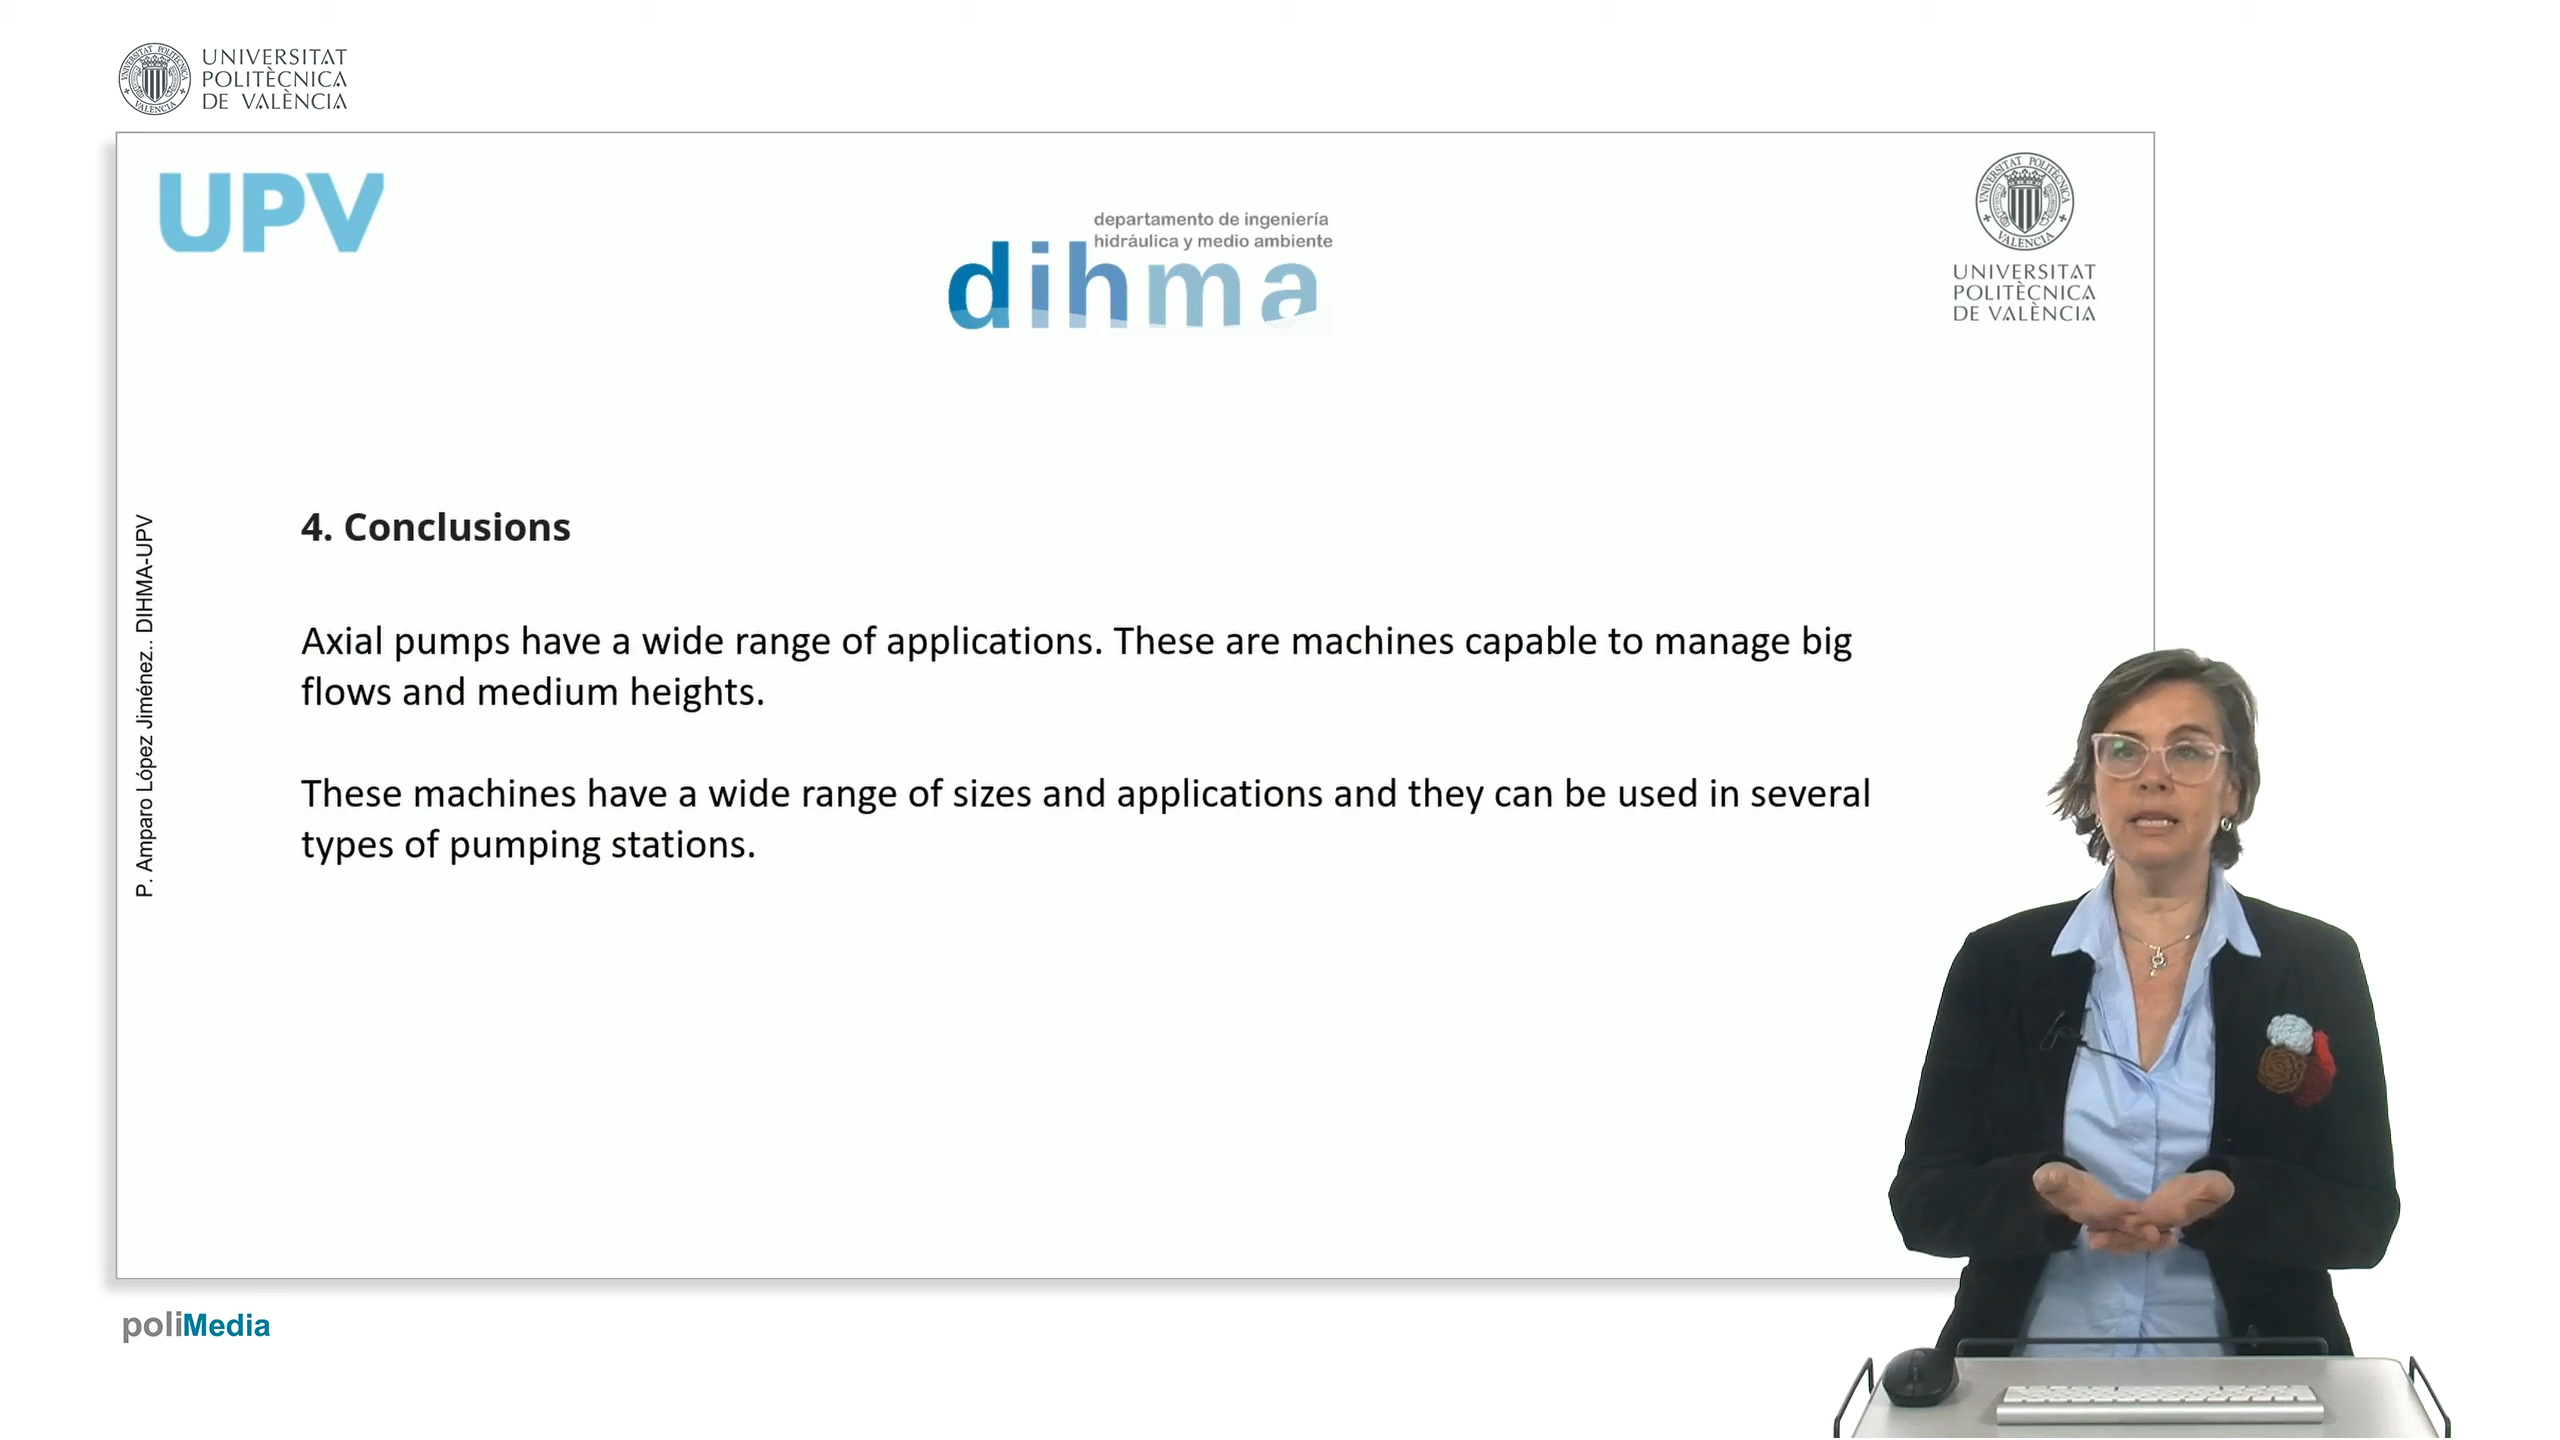 UNIVERSITAT
POLITÈCNICA
DE VALÈNCIA
UPV
departamento de ingeniería
hidráulica y medio ambiente
dihma
UNIVERSITAT
POLITÈCNICA
DE VALÈNCIA
P. Amparo López Jiménez.. DIHMA-UPV
4. Conclusions
Axial pumps have a wide range of applications. These are machines capable to manage big
flows and medium heights.
These machines have a wide range of sizes and applications and they can be used in several
types of pumping stations.
poliMedia